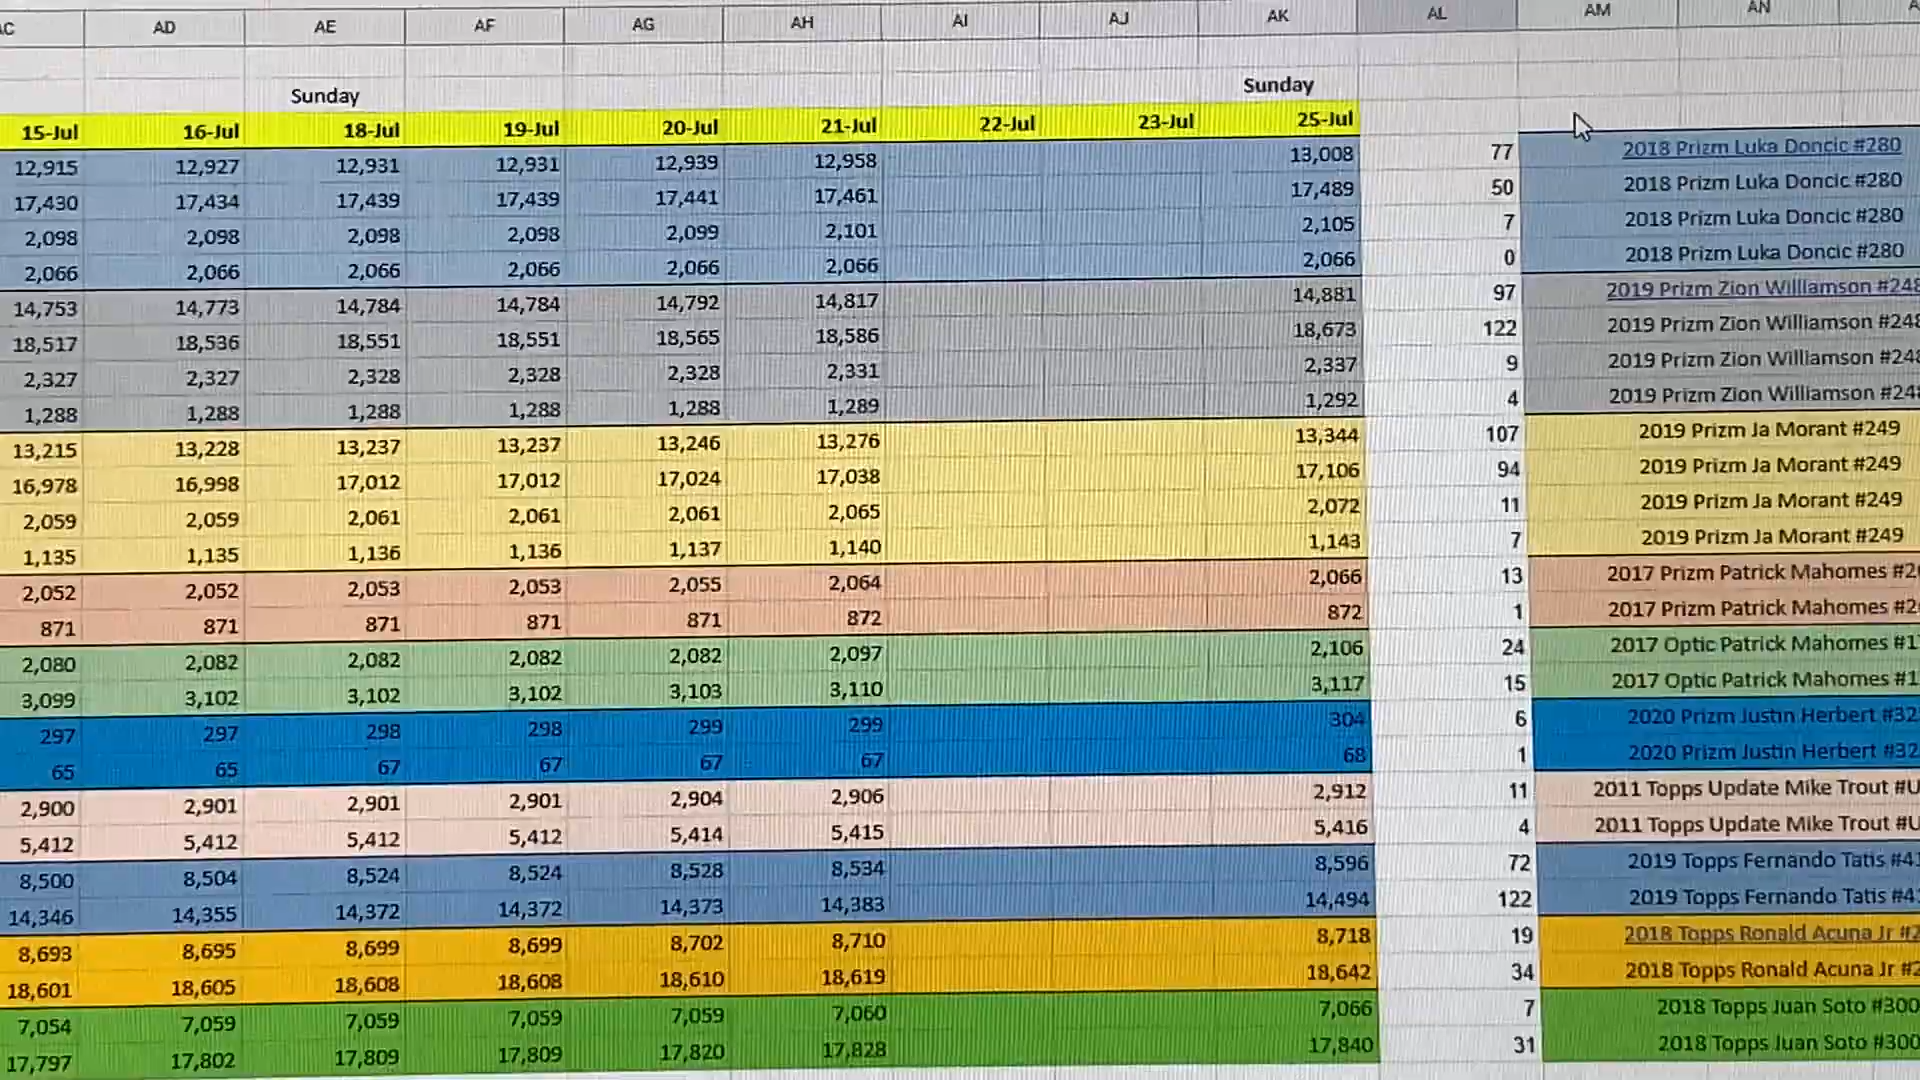 AD AE AF AG AH AI AJ AK AL AM AN
Sunday Sunday
15-Jul 16-Jul 18-Jul 19-Jul 20-Jul 21-Jul 22-Jul 23-Jul 25-Jul
12,915 12,927 12,931 12,931 12,939 12,958 13,008 77 2018 Prizm Luka Doncic #280
17,430 17,434 17,439 17,439 17,441 17,461 17,489 50 2018 Prizm Luka Doncic #280
2,098 2,098 2,098 2,098 2,099 2,101 2,105 7 2018 Prizm Luka Doncic #280
2,066 2,066 2,066 2,066 2,066 2,066 2,066 0 2018 Prizm Luka Doncic #280
14,753 14,773 14,784 14,784 14,792 14,817 14,881 97 2019 Prizm Zion Williamson #248
18,517 18,536 18,551 18,551 18,565 18,586 18,673 122 2019 Prizm Zion Williamson #248
2,327 2,327 2,328 2,328 2,328 2,331 2,337 9 2019 Prizm Zion Williamson #248
1,288 1,288 1,288 1,288 1,288 1,289 1,292 4 2019 Prizm Zion Williamson #248
13,215 13,228 13,237 13,237 13,246 13,276 13,344 107 2019 Prizm Ja Morant #249
16,978 16,998 17,012 17,012 17,024 17,038 17,106 94 2019 Prizm Ja Morant #249
2,059 2,059 2,061 2,061 2,061 2,065 2,072 11 2019 Prizm Ja Morant #249
1,135 1,135 1,136 1,136 1,137 1,140 1,143 7 2019 Prizm Ja Morant #249
2,052 2,052 2,053 2,053 2,055 2,064 2,066 13 2017 Prizm Patrick Mahomes #2
871 871 871 871 871 872 872 1 2017 Prizm Patrick Mahomes #2
2,080 2,082 2,082 2,082 2,082 2,097 2,106 24 2017 Optic Patrick Mahomes #1
3,099 3,102 3,102 3,102 3,103 3,110 3,117 15 2017 Optic Patrick Mahomes #1
297 297 298 298 299 299 304 6 2020 Prizm Justin Herbert #32
65 65 67 67 67 67 68 1 2020 Prizm Justin Herbert #32
2,900 2,901 2,901 2,901 2,904 2,906 2,912 11 2011 Topps Update Mike Trout #U
5,412 5,412 5,412 5,412 5,414 5,415 5,416 4 2011 Topps Update Mike Trout #U
8,500 8,504 8,524 8,524 8,528 8,534 8,596 72 2019 Topps Fernando Tatis #41
14,346 14,355 14,372 14,372 14,373 14,383 14,494 122 2019 Topps Fernando Tatis #41
8,693 8,695 8,699 8,699 8,702 8,710 8,718 19 2018 Topps Ronald Acuna Jr #2
18,601 18,605 18,608 18,608 18,610 18,619 18,642 34 2018 Topps Ronald Acuna Jr #2
7,054 7,059 7,059 7,059 7,059 7,060 7,066 7 2018 Topps Juan Soto #300
17,797 17,802 17,809 17,809 17,820 17,828 17,840 31 2018 Topps Juan Soto #300